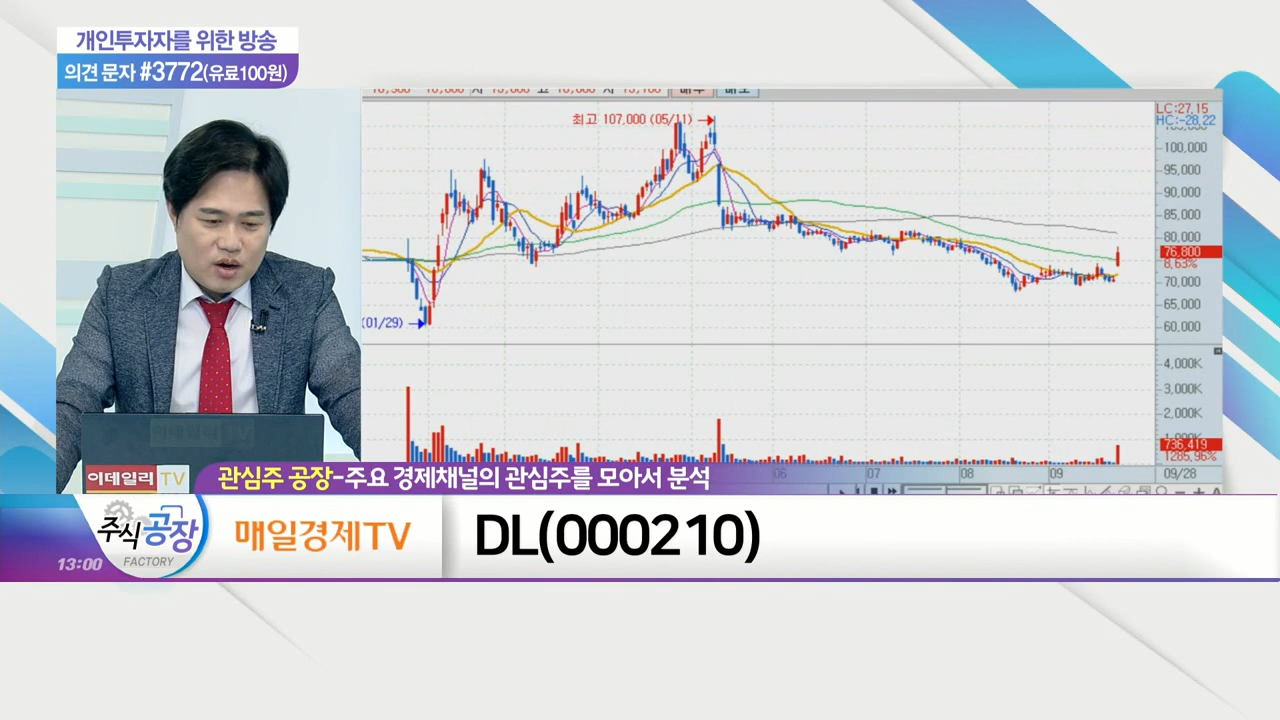 개인투자자를 위한 방송
의견 문자 #3772(유료100원)
최고 107,000 (05/11)
LC:27,15
HC:-28,22
100,000
95,000
90,000
85,000
80,000
76,800
8,63%
70,000
65,000
60,000
(01/29)
4,000K
3,000K
2,000K
736,419
1285,96%
06
07
08
09
09/28
이데일리 TV
관심주 공장-주요 경제채널의 관심주를 모아서 분석
주식공장
FACTORY
13:00
매일경제TV
DL(000210)